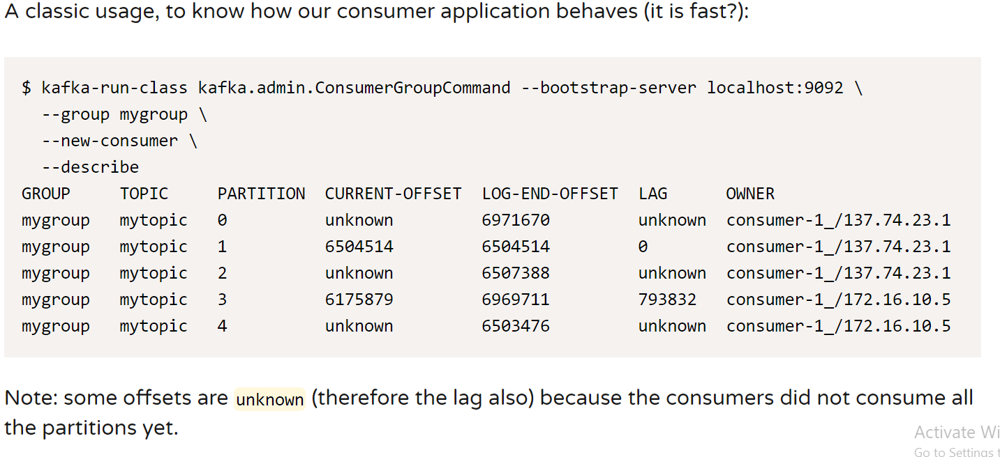 A classic usage, to know how our consumer application behaves (it is fast?):
$ kafka-run-class kafka.admin.ConsumerGroupCommand --bootstrap-server localhost:9092 \
  --group mygroup \
  --new-consumer \
  --describe
GROUP     TOPIC     PARTITION  CURRENT-OFFSET  LOG-END-OFFSET  LAG      OWNER
mygroup   mytopic   0          unknown         6971670         unknown  consumer-1_/137.74.23.1
mygroup   mytopic   1          6504514         6504514         0        consumer-1_/137.74.23.1
mygroup   mytopic   2          unknown         6507388         unknown  consumer-1_/137.74.23.1
mygroup   mytopic   3          6175879         6969711         793832   consumer-1_/172.16.10.5
mygroup   mytopic   4          unknown         6503476         unknown  consumer-1_/172.16.10.5
Note: some offsets are unknown (therefore the lag also) because the consumers did not consume all
the partitions yet.
Activate Wi
Go to Settings t